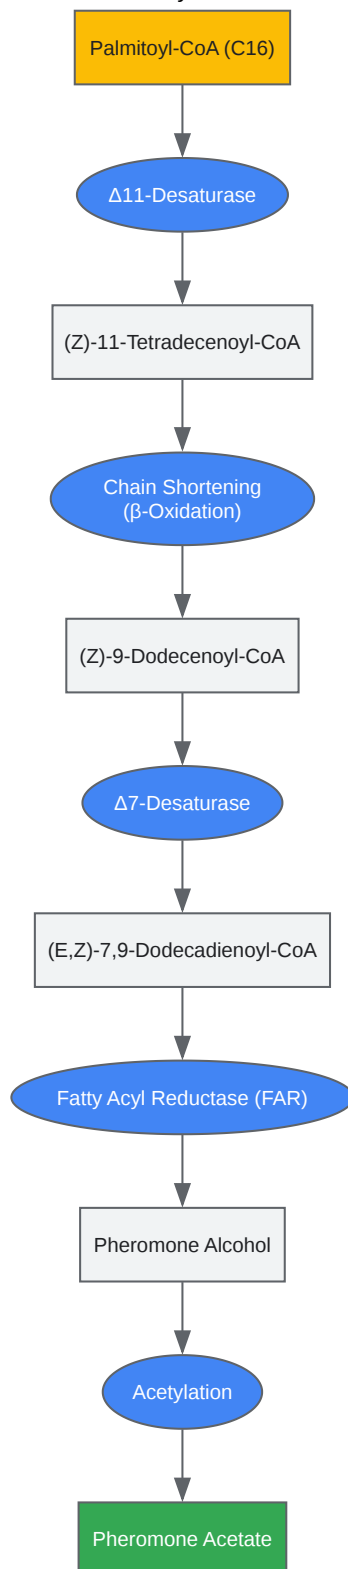 Palmitoyl-CoA (C16)
Δ11-Desaturase
(Z)-11-Tetradecenoyl-CoA
Chain Shortening
(β-Oxidation)
(Z)-9-Dodecenoyl-CoA
Δ7-Desaturase
(E,Z)-7,9-Dodecadienoyl-CoA
Fatty Acyl Reductase (FAR)
Pheromone Alcohol
Acetylation
Pheromone Acetate